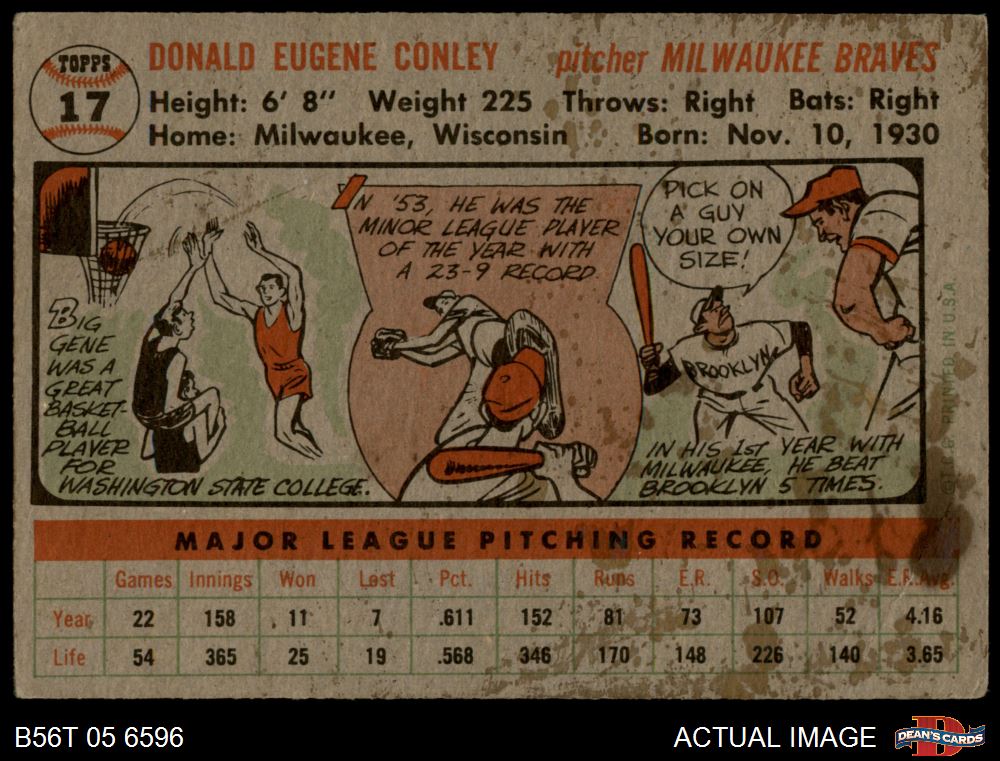 TOPPS
17
DONALD EUGENE CONLEY pitcher MILWAUKEE BRAVES
Height: 6' 8" Weight 225 Throws: Right Bats: Right
Home: Milwaukee, Wisconsin Born: Nov. 10, 1930
BIG
GENE
WAS A
GREAT
BASKET-
BALL
PLAYER
FOR
WASHINGTON STATE COLLEGE.
IN '53, HE WAS THE
MINOR LEAGUE PLAYER
OF THE YEAR WITH
A 23-9 RECORD.
PICK ON
A GUY
YOUR OWN
SIZE!
BROOKLYN
IN HIS 1ST YEAR WITH
MILWAUKEE, HE BEAT
BROOKLYN 5 TIMES.
PRINTED IN U.S.A.
MAJOR LEAGUE PITCHING RECORD
Games Innings Won Lost Pct. Hits Runs E.R. S.O. Walks E.R.Avg.
Year 22 158 11 7 .611 152 81 73 107 52 4.16
Life 54 365 25 19 .568 346 170 148 226 140 3.65
B56T 05 6596
ACTUAL IMAGE
DEAN'S CARDS